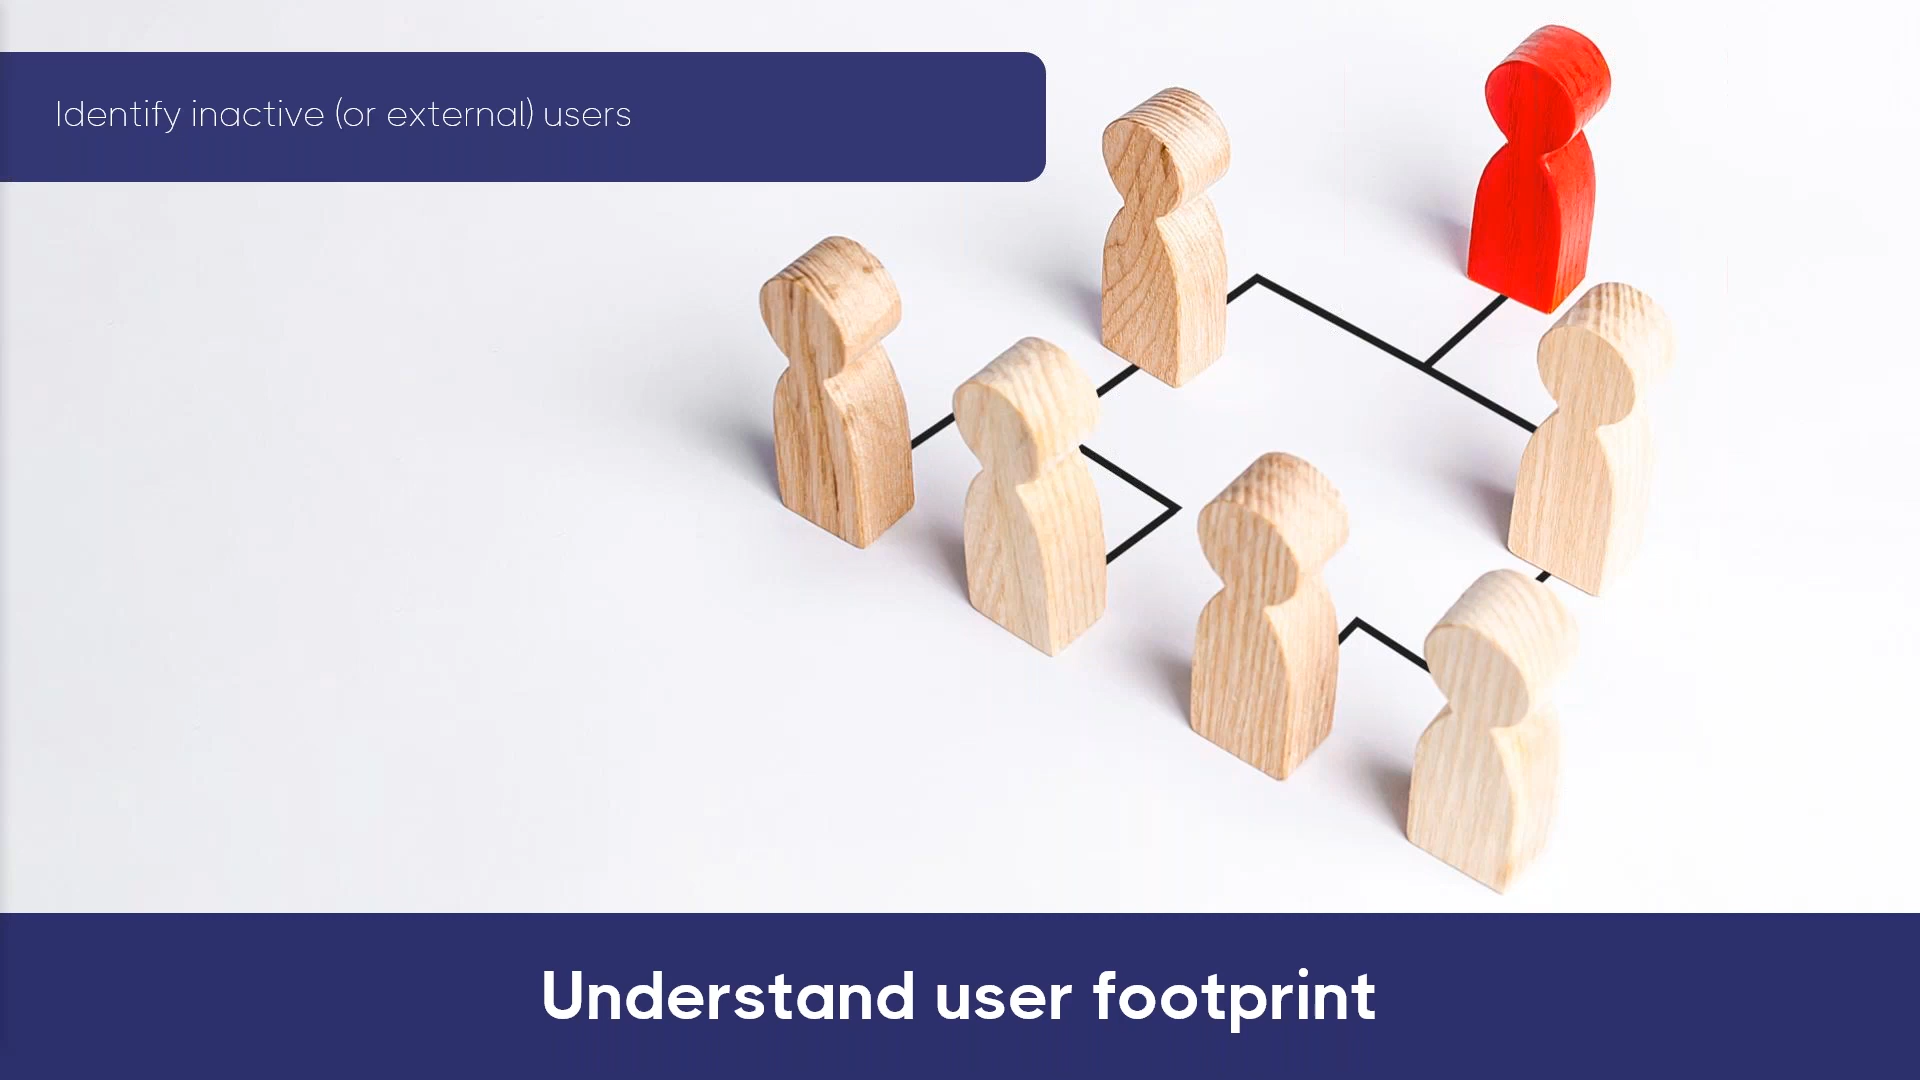 Identify inactive (or external) users
Understand user footprint